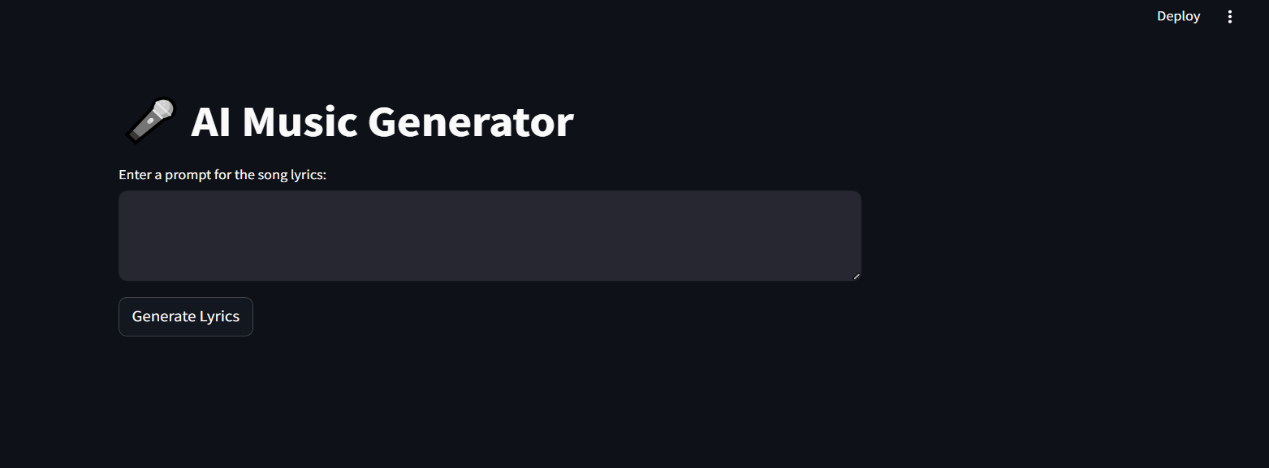 Deploy
AI Music Generator
Enter a prompt for the song lyrics:
Generate Lyrics